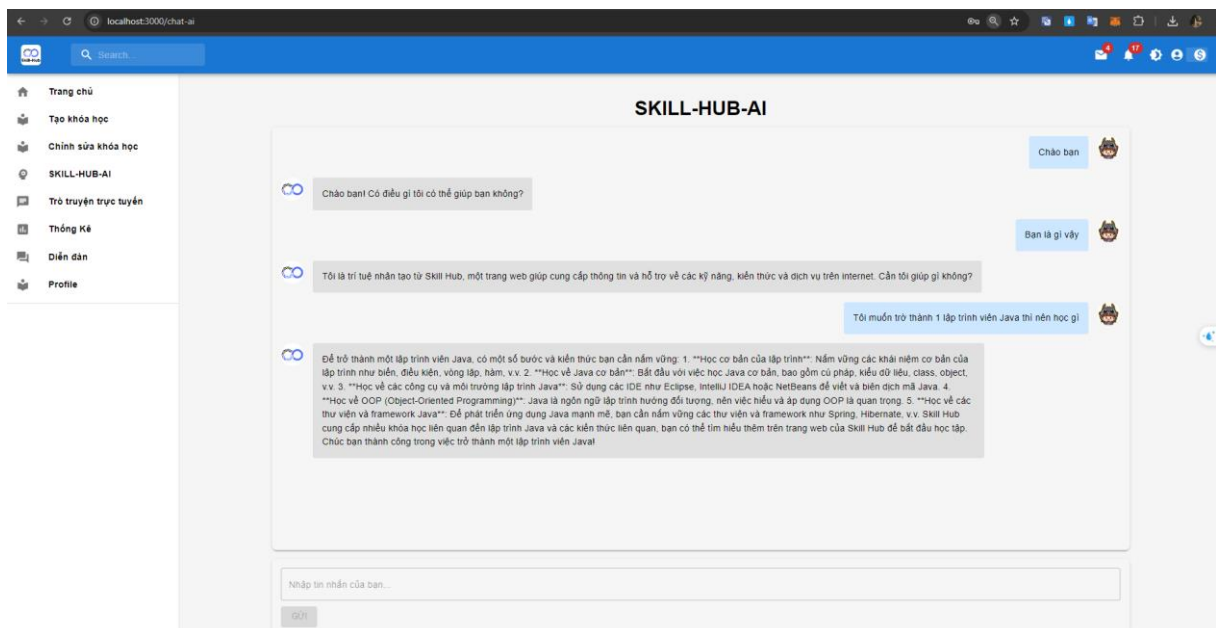 localhost:3000/chat-ai
Skill-Hub
Search...
4
17
Trang chủ
Tạo khóa học
Chỉnh sửa khóa học
SKILL-HUB-AI
Trò truyện trực tuyến
Thống Kê
Diễn đàn
Profile
SKILL-HUB-AI
Chào bạn
Chào bạn! Có điều gì tôi có thể giúp bạn không?
Bạn là gì vậy
Tôi là trí tuệ nhân tạo từ Skill Hub, một trang web giúp cung cấp thông tin và hỗ trợ về các kỹ năng, kiến thức và dịch vụ trên internet. Cần tôi giúp gì không?
Tôi muốn trở thành 1 lập trình viên Java thì nên học gì
Để trở thành một lập trình viên Java, có một số bước và kiến thức bạn cần nắm vững: 1. **Học cơ bản của lập trình**: Nắm vững các khái niệm cơ bản của
lập trình như biến, điều kiện, vòng lặp, hàm, v.v. 2. **Học về Java cơ bản**: Bắt đầu với việc học Java cơ bản, bao gồm cú pháp, kiểu dữ liệu, class, object,
v.v. 3. **Học về các công cụ và môi trường lập trình Java**: Sử dụng các IDE như Eclipse, IntelliJ IDEA hoặc NetBeans để viết và biên dịch mã Java. 4.
**Học về OOP (Object-Oriented Programming)**: Java là ngôn ngữ lập trình hướng đối tượng, nên việc hiểu và áp dụng OOP là quan trọng. 5. **Học về các
thư viện và framework Java**: Để phát triển ứng dụng Java mạnh mẽ, bạn cần nắm vững các thư viện và framework như Spring, Hibernate, v.v. Skill Hub
cung cấp nhiều khóa học liên quan đến lập trình Java và các kiến thức liên quan, bạn có thể tìm hiểu thêm trên trang web của Skill Hub để bắt đầu học tập.
Chúc bạn thành công trong việc trở thành một lập trình viên Java!
Nhập tin nhắn của bạn...
GỬI